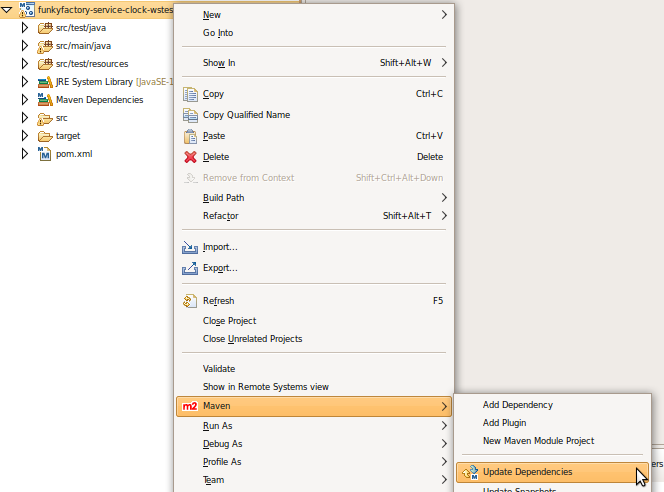 funkyfactory-service-clock-wstes
src/test/java
src/main/java
src/test/resources
JRE System Library [JavaSE-1
Maven Dependencies
src
target
pom.xml
New
Go Into
Show In Shift+Alt+W
Copy Ctrl+C
Copy Qualified Name
Paste Ctrl+V
Delete Delete
Remove from Context Shift+Ctrl+Alt+Down
Build Path
Refactor Shift+Alt+T
Import...
Export...
Refresh F5
Close Project
Close Unrelated Projects
Validate
Show in Remote Systems view
m2 Maven
Run As
Debug As
Profile As
Team
Add Dependency
Add Plugin
New Maven Module Project
Update Dependencies
Update Snapshots
ers